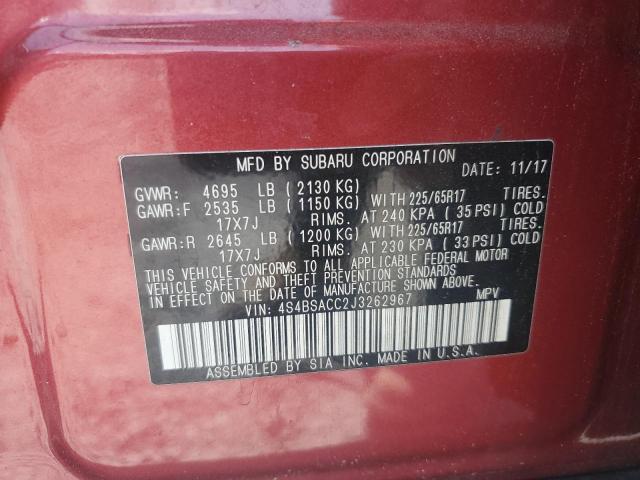 MFD BY SUBARU CORPORATION DATE: 11/17
GVWR: 4695 LB ( 2130 KG)
GAWR:F 2535 LB ( 1150 KG) WITH 225/65R17 TIRES.
17X7J RIMS. AT 240 KPA ( 35 PSI) COLD
GAWR:R 2645 LB ( 1200 KG) WITH 225/65R17 TIRES.
17X7J RIMS. AT 230 KPA ( 33 PSI) COLD
THIS VEHICLE CONFORMS TO ALL APPLICABLE FEDERAL MOTOR
VEHICLE SAFETY AND THEFT PREVENTION STANDARDS
IN EFFECT ON THE DATE OF MANUFACTURE SHOWN ABOVE.
VIN: 4S4BSACC2J3262967 MPV
ASSEMBLED BY SIA INC. MADE IN U.S.A.